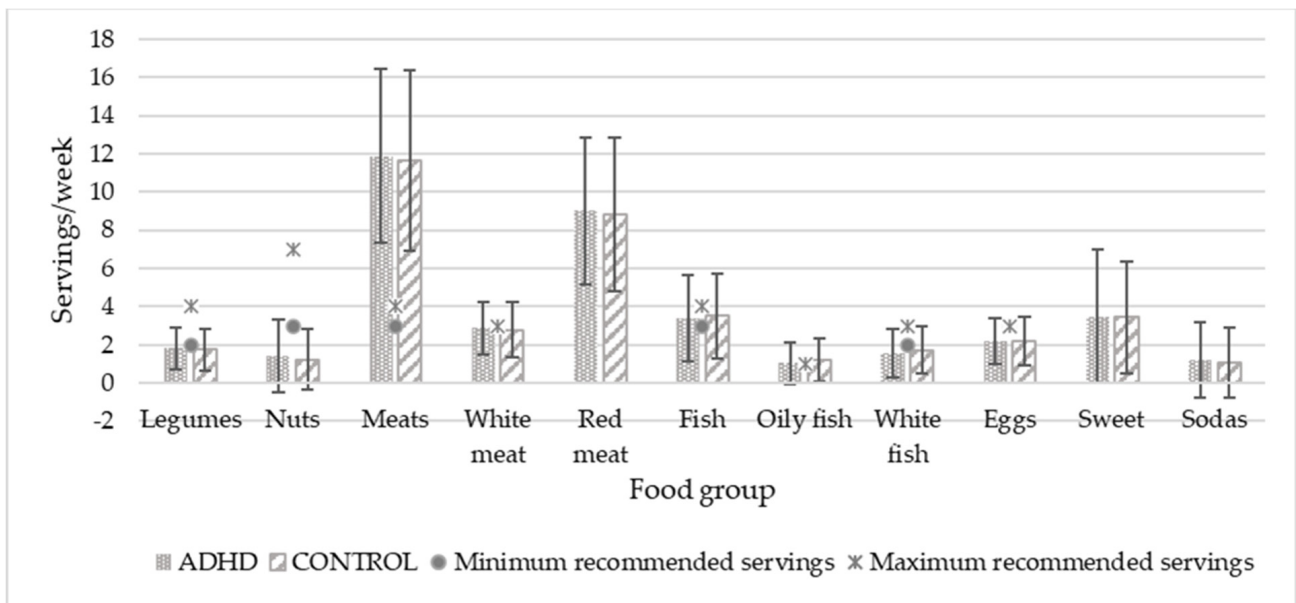 18
16
14
12
10
8
6
4
2
0
-2
Servings/week
Legumes Nuts Meats White meat Red meat Fish Oily fish White fish Eggs Sweet Sodas
Food group
ADHD CONTROL Minimum recommended servings Maximum recommended servings